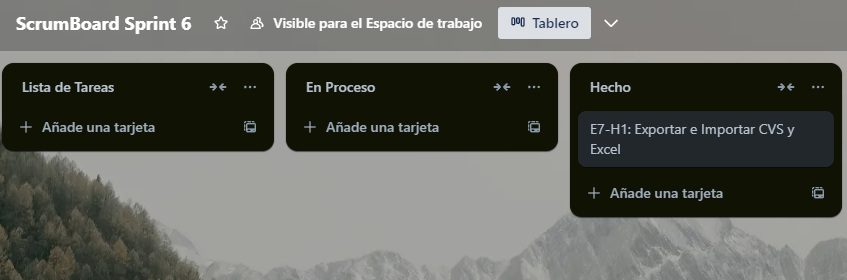 ScrumBoard Sprint 6
Visible para el Espacio de trabajo
Tablero
Lista de Tareas
Añade una tarjeta
En Proceso
Añade una tarjeta
Hecho
E7-H1: Exportar e Importar CVS y
Excel
Añade una tarjeta